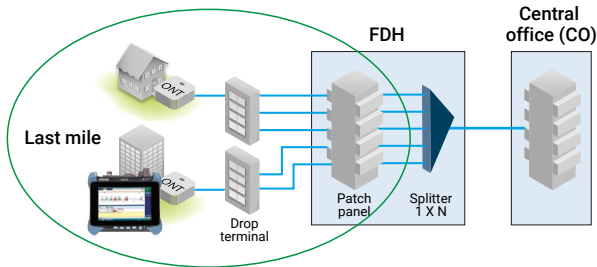 Central
office (CO)
FDH
Last mile
ONT
ONT
Drop
terminal
Patch
panel
Splitter
1 X N